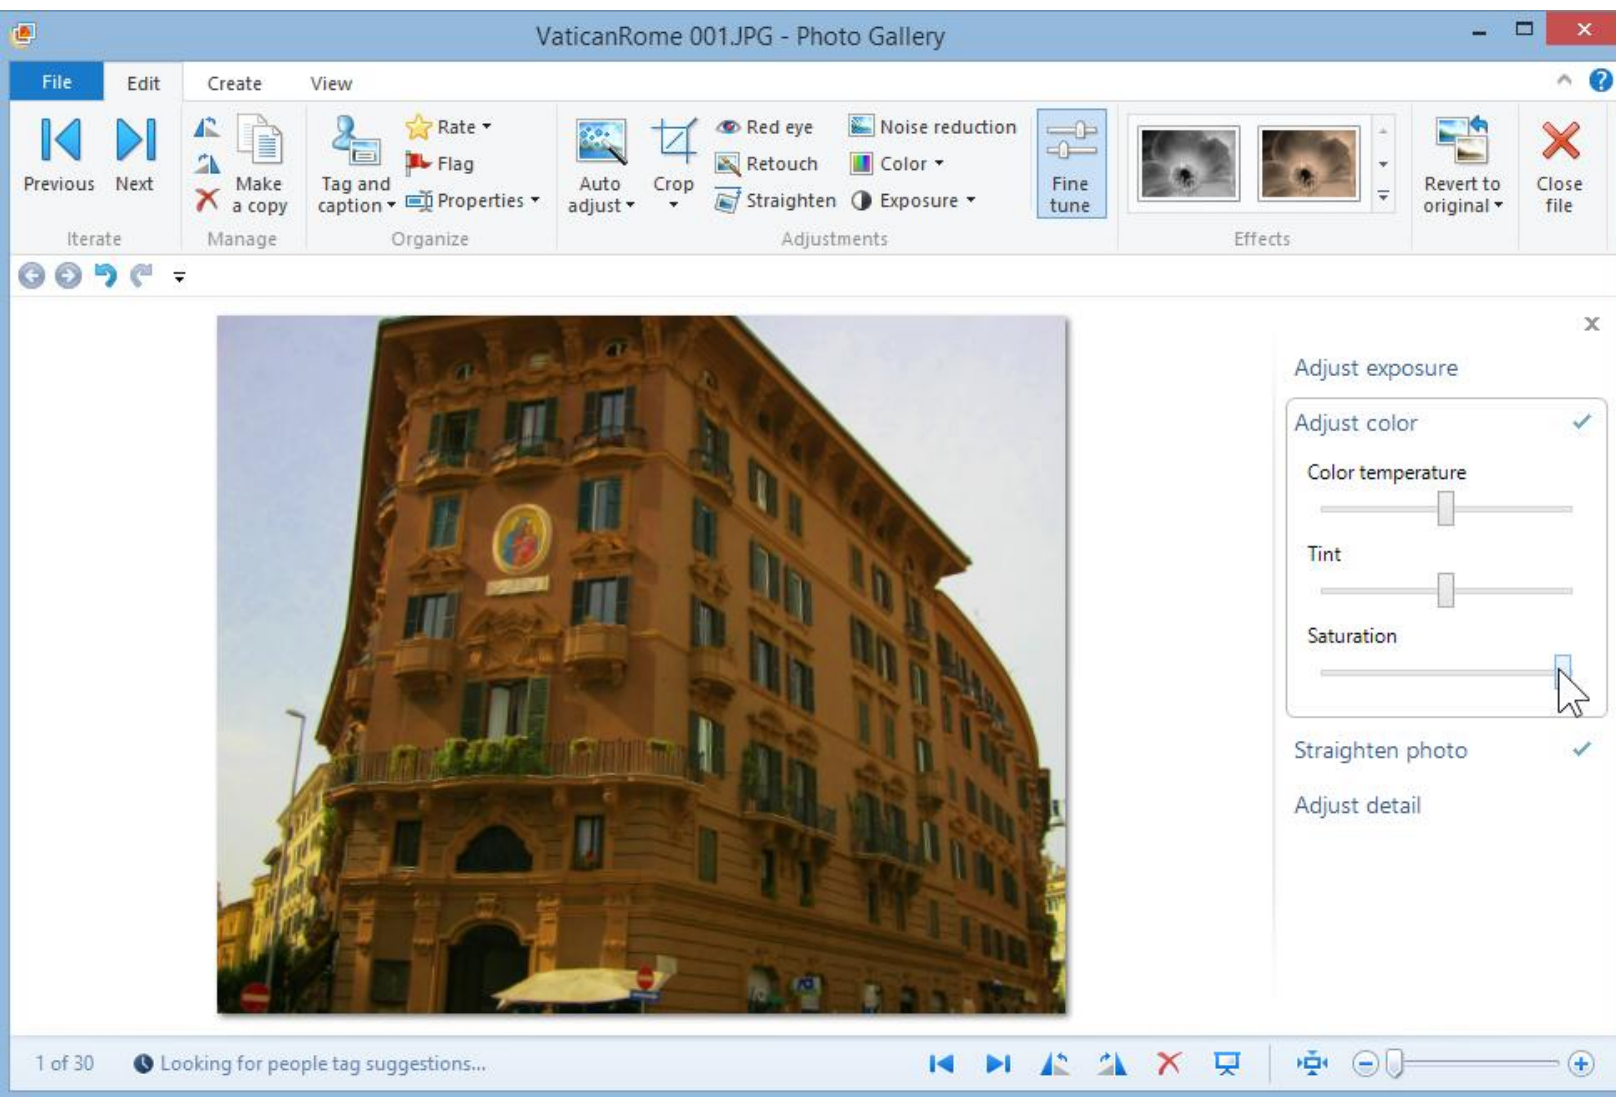 VaticanRome 001.JPG - Photo Gallery
File Edit Create View
Previous
Next
Iterate
Make
a copy
Manage
Tag and
caption
Rate
Flag
Properties
Organize
Auto
adjust
Crop
Red eye
Retouch
Straighten
Noise reduction
Color
Exposure
Fine
tune
Adjustments
Effects
Revert to
original
Close
file
Adjust exposure
Adjust color
Color temperature
Tint
Saturation
Straighten photo
Adjust detail
1 of 30
Looking for people tag suggestions...